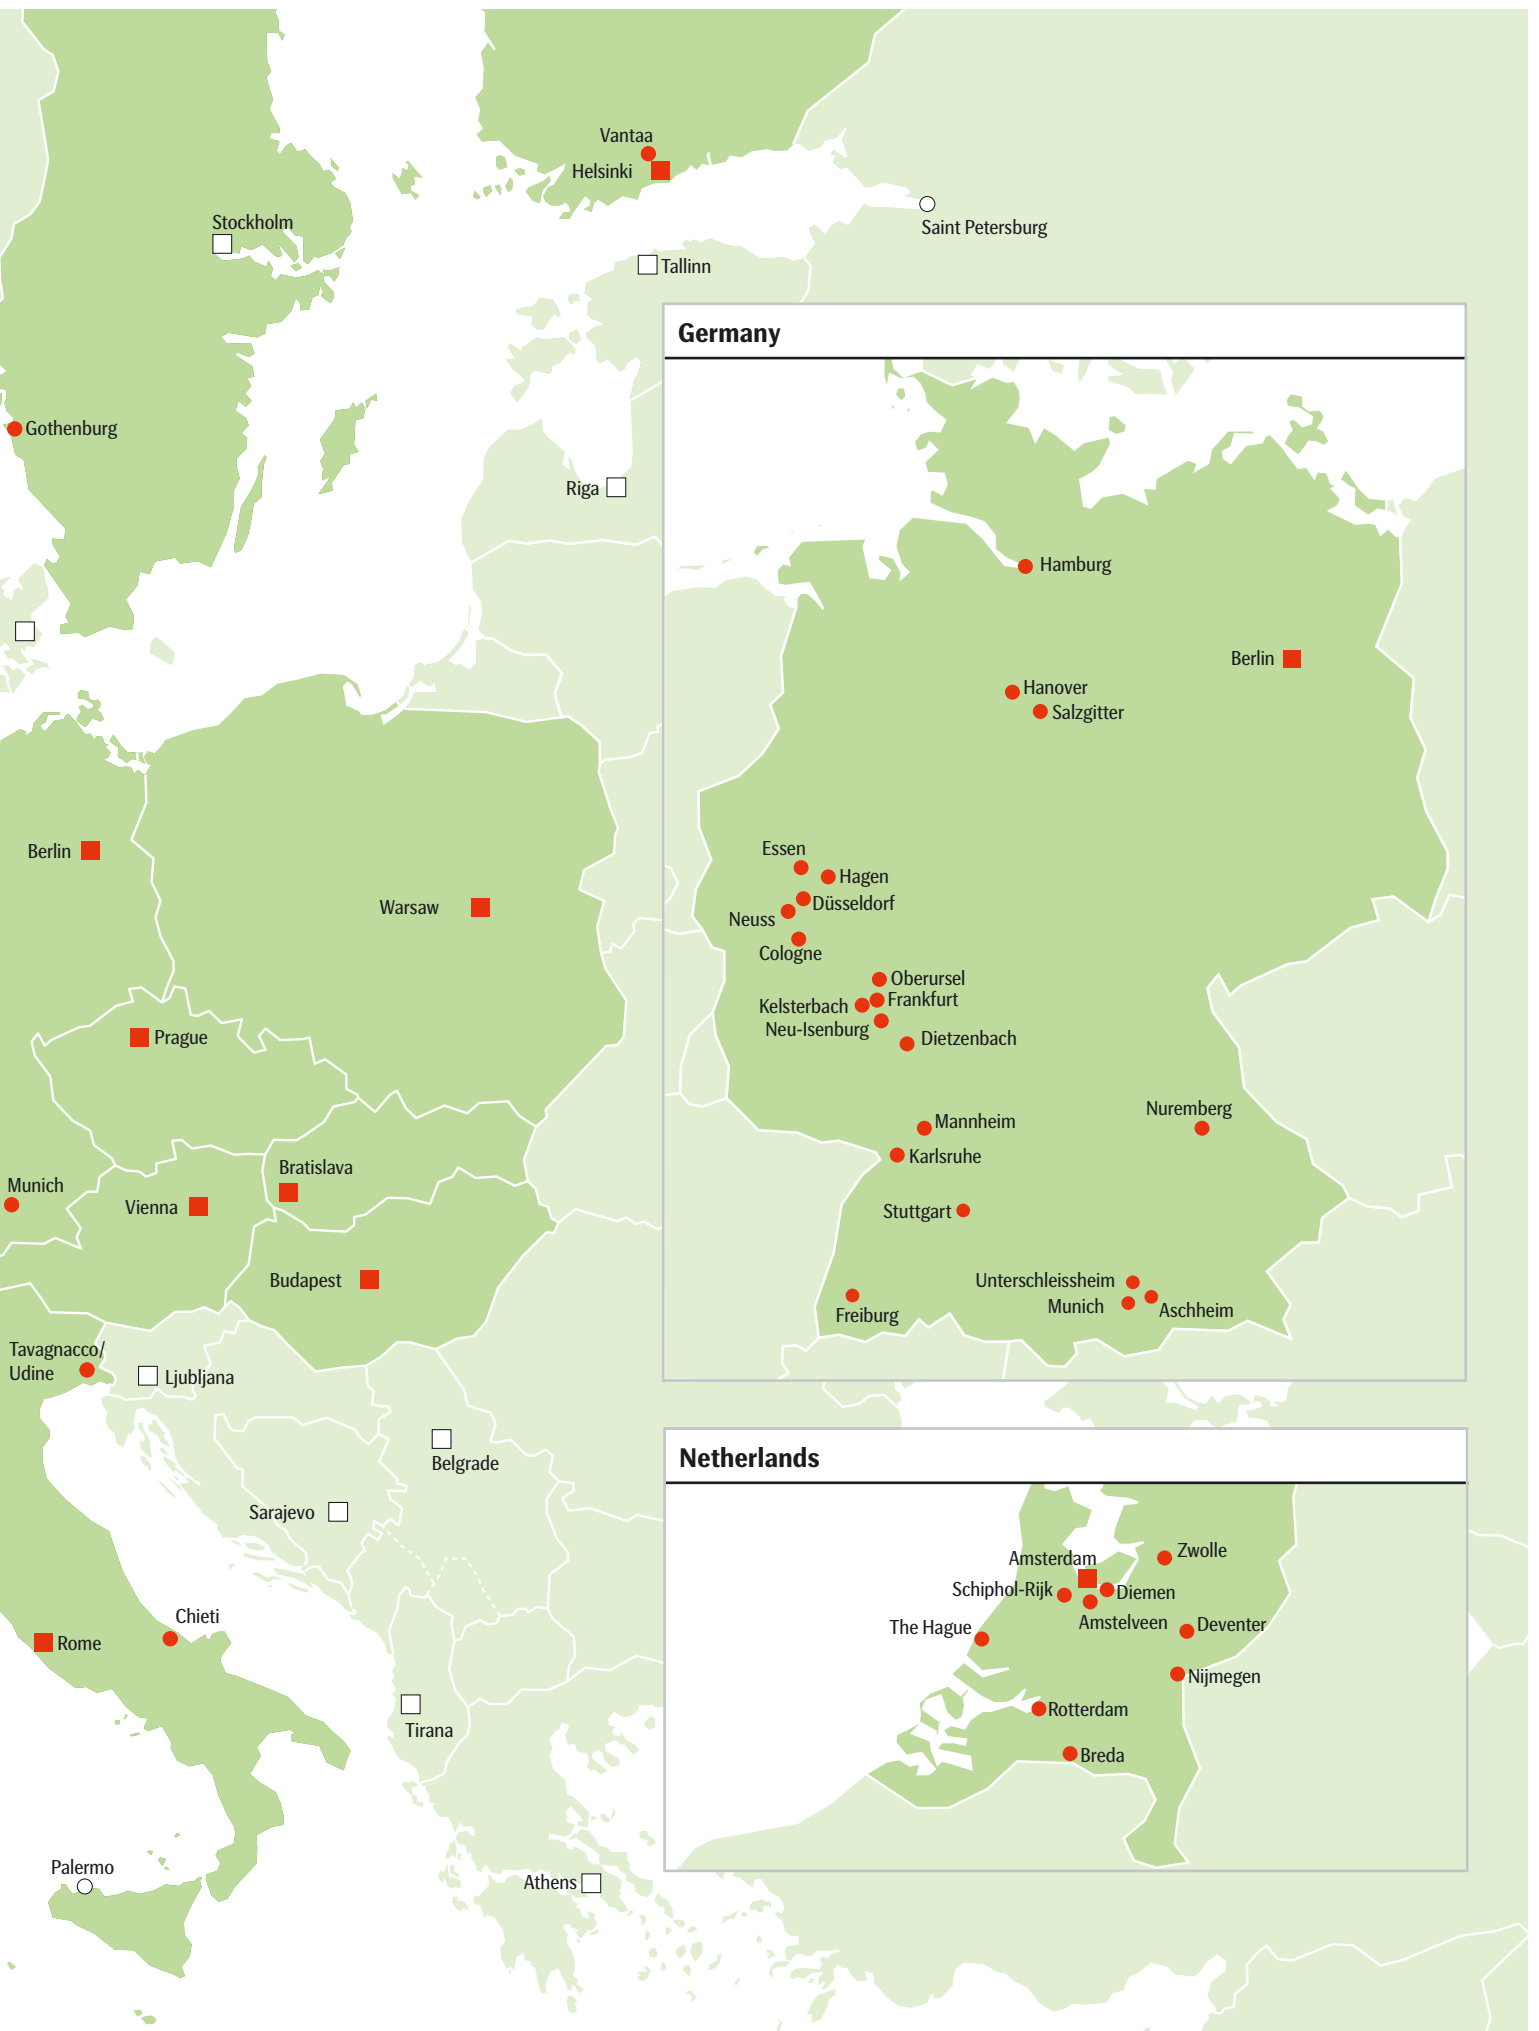 Vantaa
Helsinki
Stockholm
Saint Petersburg
Tallinn
Gothenburg
Riga
Berlin
Warsaw
Prague
Bratislava
Munich
Vienna
Budapest
Tavagnacco/
Udine
Ljubljana
Belgrade
Sarajevo
Chieti
Rome
Tirana
Palermo
Athens
Germany
Hamburg
Berlin
Hanover
Salzgitter
Essen
Hagen
Düsseldorf
Neuss
Cologne
Oberursel
Frankfurt
Kelsterbach
Neu-Isenburg
Dietzenbach
Nuremberg
Mannheim
Karlsruhe
Stuttgart
Unterschleissheim
Munich
Aschheim
Freiburg
Netherlands
Zwolle
Amsterdam
Schiphol-Rijk
Diemen
Amstelveen
Deventer
The Hague
Nijmegen
Rotterdam
Breda